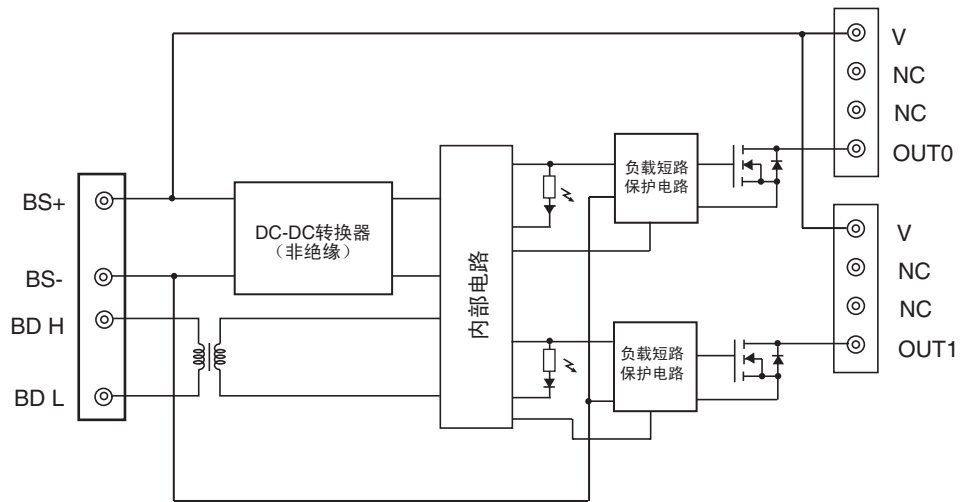 V
NC
NC
OUT0
负载短路
保护电路
BS+
DC-DC转换器
（非绝缘）
V
BS-
NC
内部电路
NC
BD H
负载短路
保护电路
OUT1
BD L